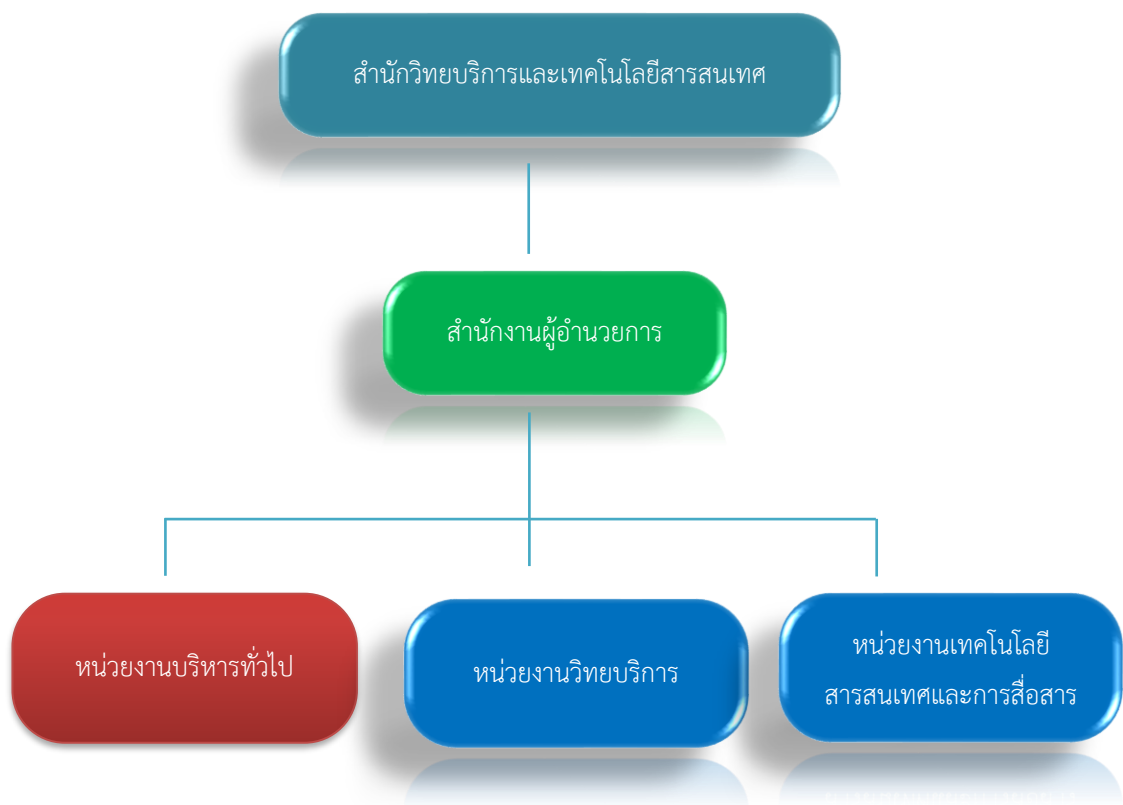 สำนักวิทยบริการและเทคโนโลยีสารสนเทศ
สำนักงานผู้อำนวยการ
หน่วยงานบริหารทั่วไป
หน่วยงานวิทยบริการ
หน่วยงานเทคโนโลยี
สารสนเทศและการสื่อสาร